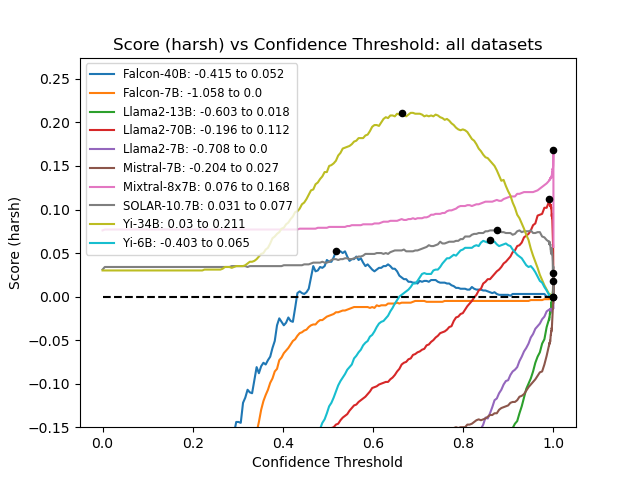 Score (harsh) vs Confidence Threshold: all datasets
Score (harsh)
0.25
0.20
0.15
0.10
0.05
0.00
−0.05
−0.10
−0.15
Falcon-40B: -0.415 to 0.052
Falcon-7B: -1.058 to 0.0
Llama2-13B: -0.603 to 0.018
Llama2-70B: -0.196 to 0.112
Llama2-7B: -0.708 to 0.0
Mistral-7B: -0.204 to 0.027
Mixtral-8x7B: 0.076 to 0.168
SOLAR-10.7B: 0.031 to 0.077
Yi-34B: 0.03 to 0.211
Yi-6B: -0.403 to 0.065
0.0 0.2 0.4 0.6 0.8 1.0
Confidence Threshold